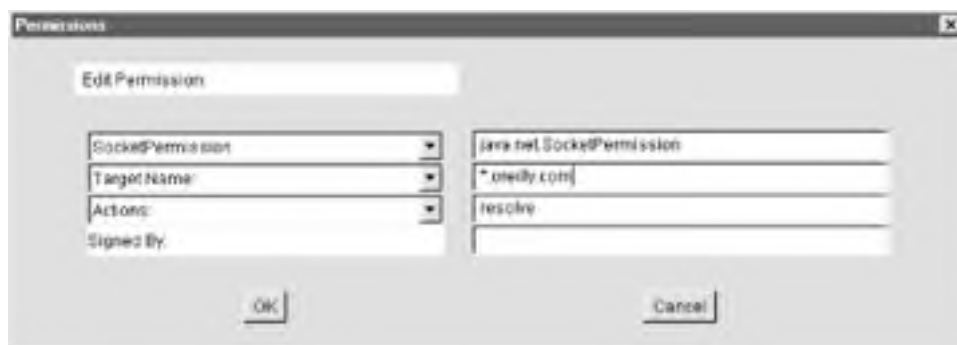 Permissions
Edit Permission:
SocketPermission java.net.SocketPermission
Target Name: *.oreilly.com
Actions: resolve
Signed By:
OK Cancel